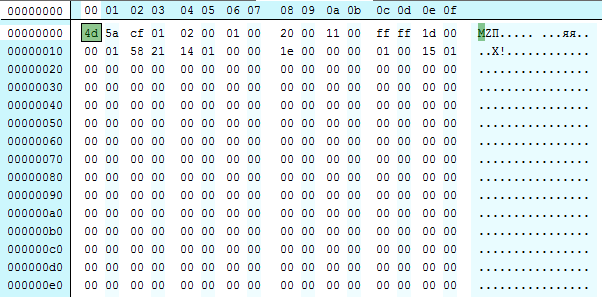 00000000 00 01 02 03 04 05 06 07 08 09 0a 0b 0c 0d 0e 0f
00000000 4d 5a cf 01 02 00 01 00 20 00 11 00 ff ff 1d 00 MZП..... ...яя..
00000010 00 01 58 21 14 01 00 00 1e 00 00 00 01 00 15 01 ..X!............
00000020 00 00 00 00 00 00 00 00 00 00 00 00 00 00 00 00 ................
00000030 00 00 00 00 00 00 00 00 00 00 00 00 00 00 00 00 ................
00000040 00 00 00 00 00 00 00 00 00 00 00 00 00 00 00 00 ................
00000050 00 00 00 00 00 00 00 00 00 00 00 00 00 00 00 00 ................
00000060 00 00 00 00 00 00 00 00 00 00 00 00 00 00 00 00 ................
00000070 00 00 00 00 00 00 00 00 00 00 00 00 00 00 00 00 ................
00000080 00 00 00 00 00 00 00 00 00 00 00 00 00 00 00 00 ................
00000090 00 00 00 00 00 00 00 00 00 00 00 00 00 00 00 00 ................
000000a0 00 00 00 00 00 00 00 00 00 00 00 00 00 00 00 00 ................
000000b0 00 00 00 00 00 00 00 00 00 00 00 00 00 00 00 00 ................
000000c0 00 00 00 00 00 00 00 00 00 00 00 00 00 00 00 00 ................
000000d0 00 00 00 00 00 00 00 00 00 00 00 00 00 00 00 00 ................
000000e0 00 00 00 00 00 00 00 00 00 00 00 00 00 00 00 00 ................